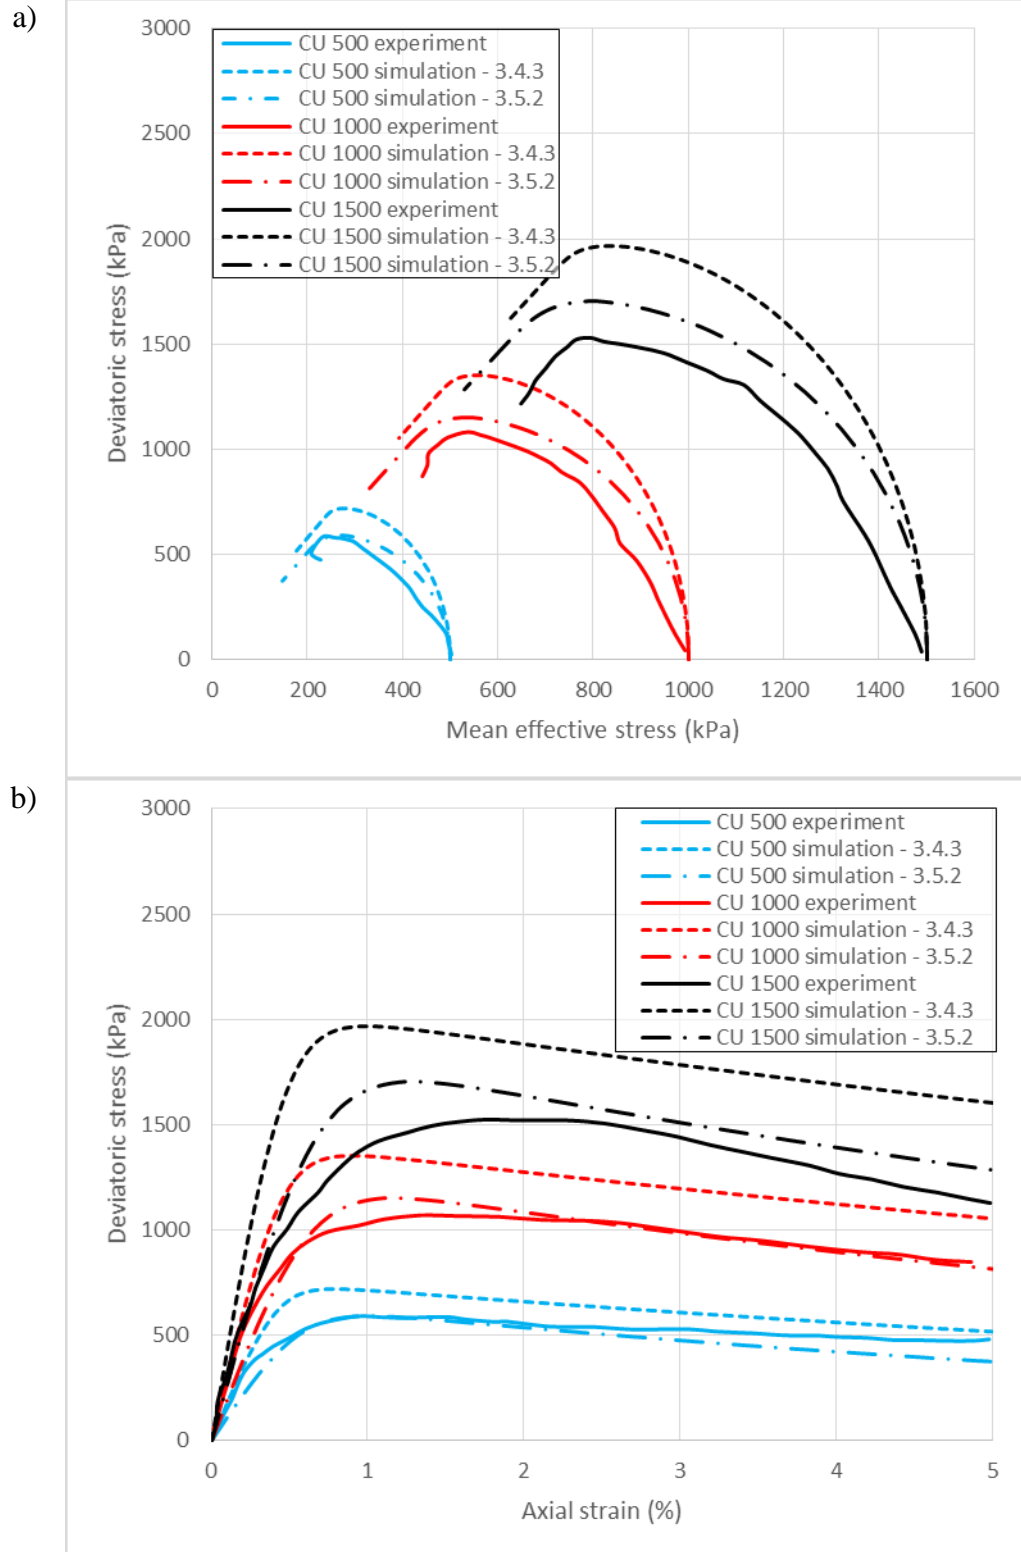 a)
3000
2500
2000
1500
1000
500
0
Deviatoric stress (kPa)
CU 500 experiment
CU 500 simulation - 3.4.3
CU 500 simulation - 3.5.2
CU 1000 experiment
CU 1000 simulation - 3.4.3
CU 1000 simulation - 3.5.2
CU 1500 experiment
CU 1500 simulation - 3.4.3
CU 1500 simulation - 3.5.2
0 200 400 600 800 1000 1200 1400 1600
Mean effective stress (kPa)
b)
3000
2500
2000
1500
1000
500
0
Deviatoric stress (kPa)
CU 500 experiment
CU 500 simulation - 3.4.3
CU 500 simulation - 3.5.2
CU 1000 experiment
CU 1000 simulation - 3.4.3
CU 1000 simulation - 3.5.2
CU 1500 experiment
CU 1500 simulation - 3.4.3
CU 1500 simulation - 3.5.2
0 1 2 3 4 5
Axial strain (%)